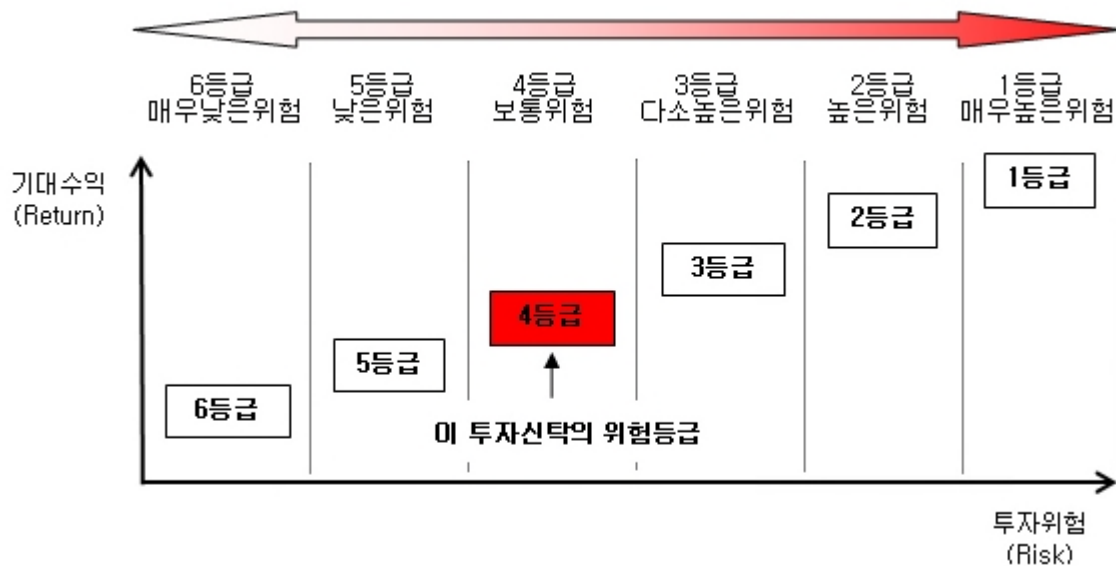 6등급 5등급 4등급 3등급 2등급 1등급
매우낮은위험 낮은위험 보통위험 다소높은위험 높은위험 매우높은위험
기대수익
(Return)
1등급
2등급
3등급
4등급
5등급
6등급
이 투자신탁의 위험등급
투자위험
(Risk)